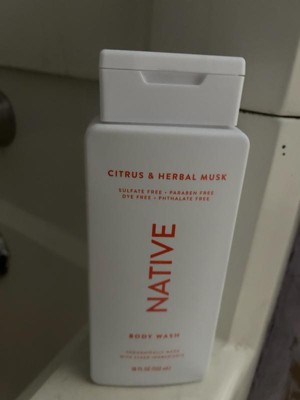 CITRUS & HERBAL MUSK
SULFATE FREE • PARABEN FREE
DYE FREE • PHTHALATE FREE
NATIVE
BODY WASH